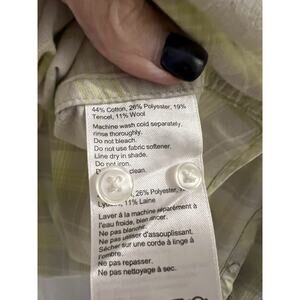 44% Cotton, 26% Polyester, 19%
Tencel, 11% Wool
Machine wash cold separately,
rinse thoroughly.
Do not bleach.
Do not use fabric softener.
Line dry in shade.
Do not iron.
Do clean.
26% Polyester,
11% Laine
Laver à la machine séparément à
l'eau froide, bien rincer.
Ne pas blanchir.
Ne pas utiliser d'assouplissant.
Sécher sur une corde à linge à
l'ombre.
Ne pas repasser.
Ne pas nettoyage à sec.